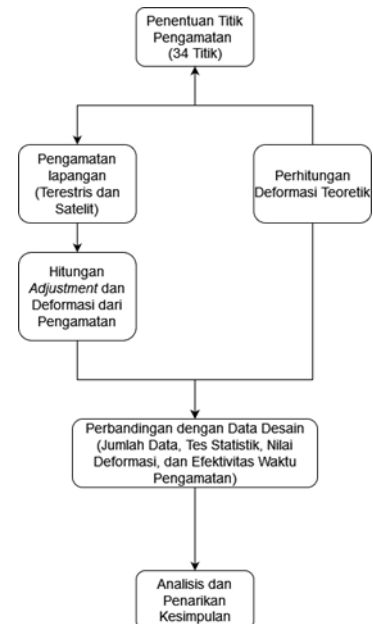 Penentuan Titik
Pengamatan
(34 Titik)
Pengamatan
lapangan
(Terestris dan
Satelit)
Perhitungan
Deformasi Teoretik
Hitungan
Adjustment dan
Deformasi dari
Pengamatan
Perbandingan dengan Data Desain
(Jumlah Data, Tes Statistik, Nilai
Deformasi, dan Efektivitas Waktu
Pengamatan)
Analisis dan
Penarikan
Kesimpulan